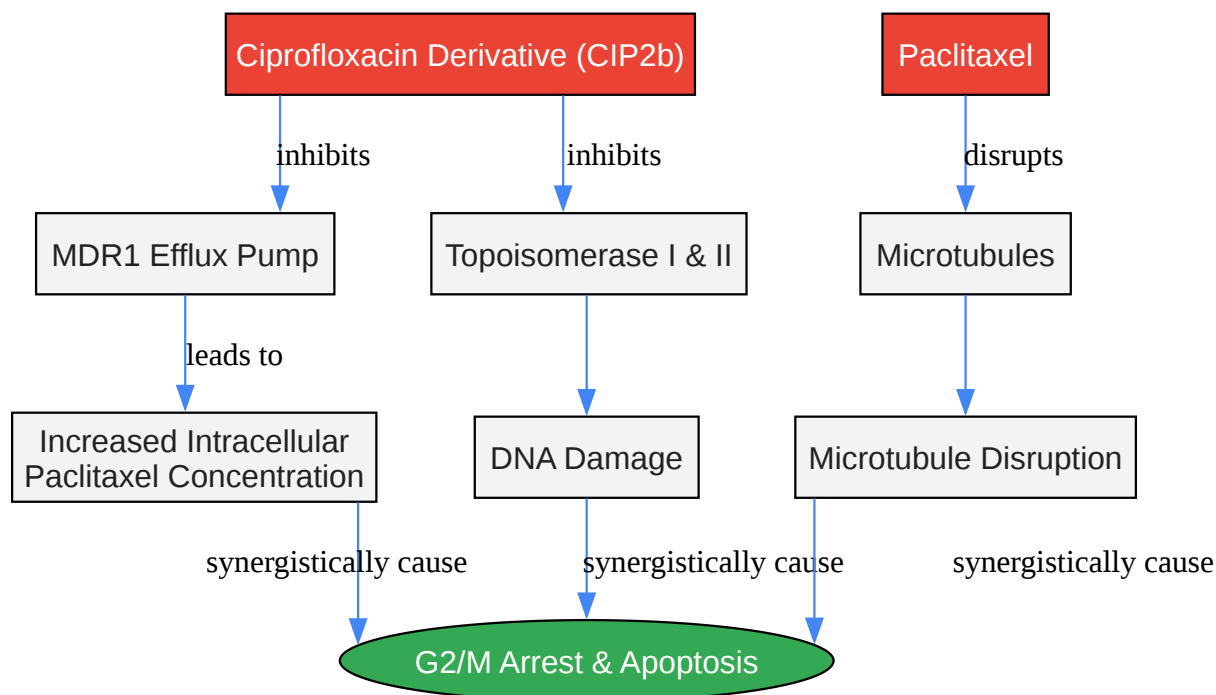 Ciprofloxacin Derivative (CIP2b)
Paclitaxel
inhibits
inhibits
disrupts
MDR1 Efflux Pump
Topoisomerase I & II
Microtubules
leads to
Increased Intracellular
Paclitaxel Concentration
DNA Damage
Microtubule Disruption
synergistically cause
synergistically cause
synergistically cause
G2/M Arrest & Apoptosis